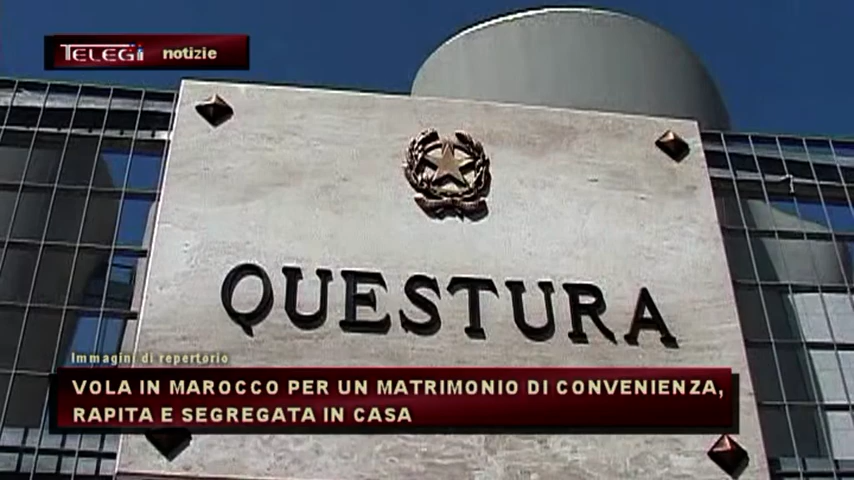 TELEGI notizie
QUESTURA
Immagini di repertorio
VOLA IN MAROCCO PER UN MATRIMONIO DI CONVENIENZA,
RAPITA E SEGREGATA IN CASA